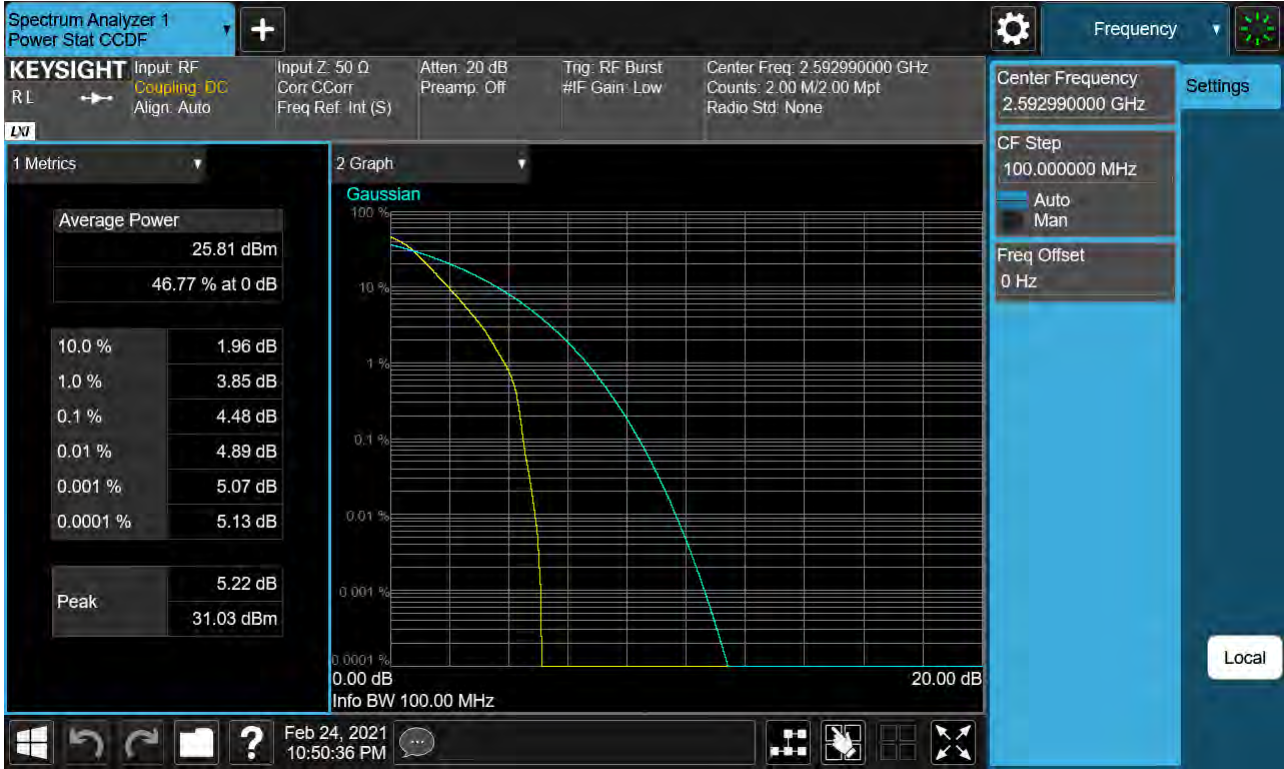 Spectrum Analyzer 1
Power Stat CCDF
+
Frequency
KEYSIGHT
R L
LXI
Input: RF
Coupling: DC
Align: Auto
Input Z: 50 Ω
Corr CCorr
Freq Ref: Int (S)
Atten: 20 dB
Preamp: Off
Trig: RF Burst
#IF Gain: Low
Center Freq: 2.592990000 GHz
Counts: 2.00 M/2.00 Mpt
Radio Std: None
Center Frequency
2.592990000 GHz
Settings
CF Step
100.000000 MHz
Auto
Man
Freq Offset
0 Hz
Local
1 Metrics
Average Power
25.81 dBm
46.77 % at 0 dB
10.0 % 1.96 dB
1.0 % 3.85 dB
0.1 % 4.48 dB
0.01 % 4.89 dB
0.001 % 5.07 dB
0.0001 % 5.13 dB
Peak
5.22 dB
31.03 dBm
2 Graph
Gaussian
100 %
10 %
1 %
0.1 %
0.01 %
0.001 %
0.0001 %
0.00 dB 20.00 dB
Info BW 100.00 MHz
?
Feb 24, 2021
10:50:36 PM